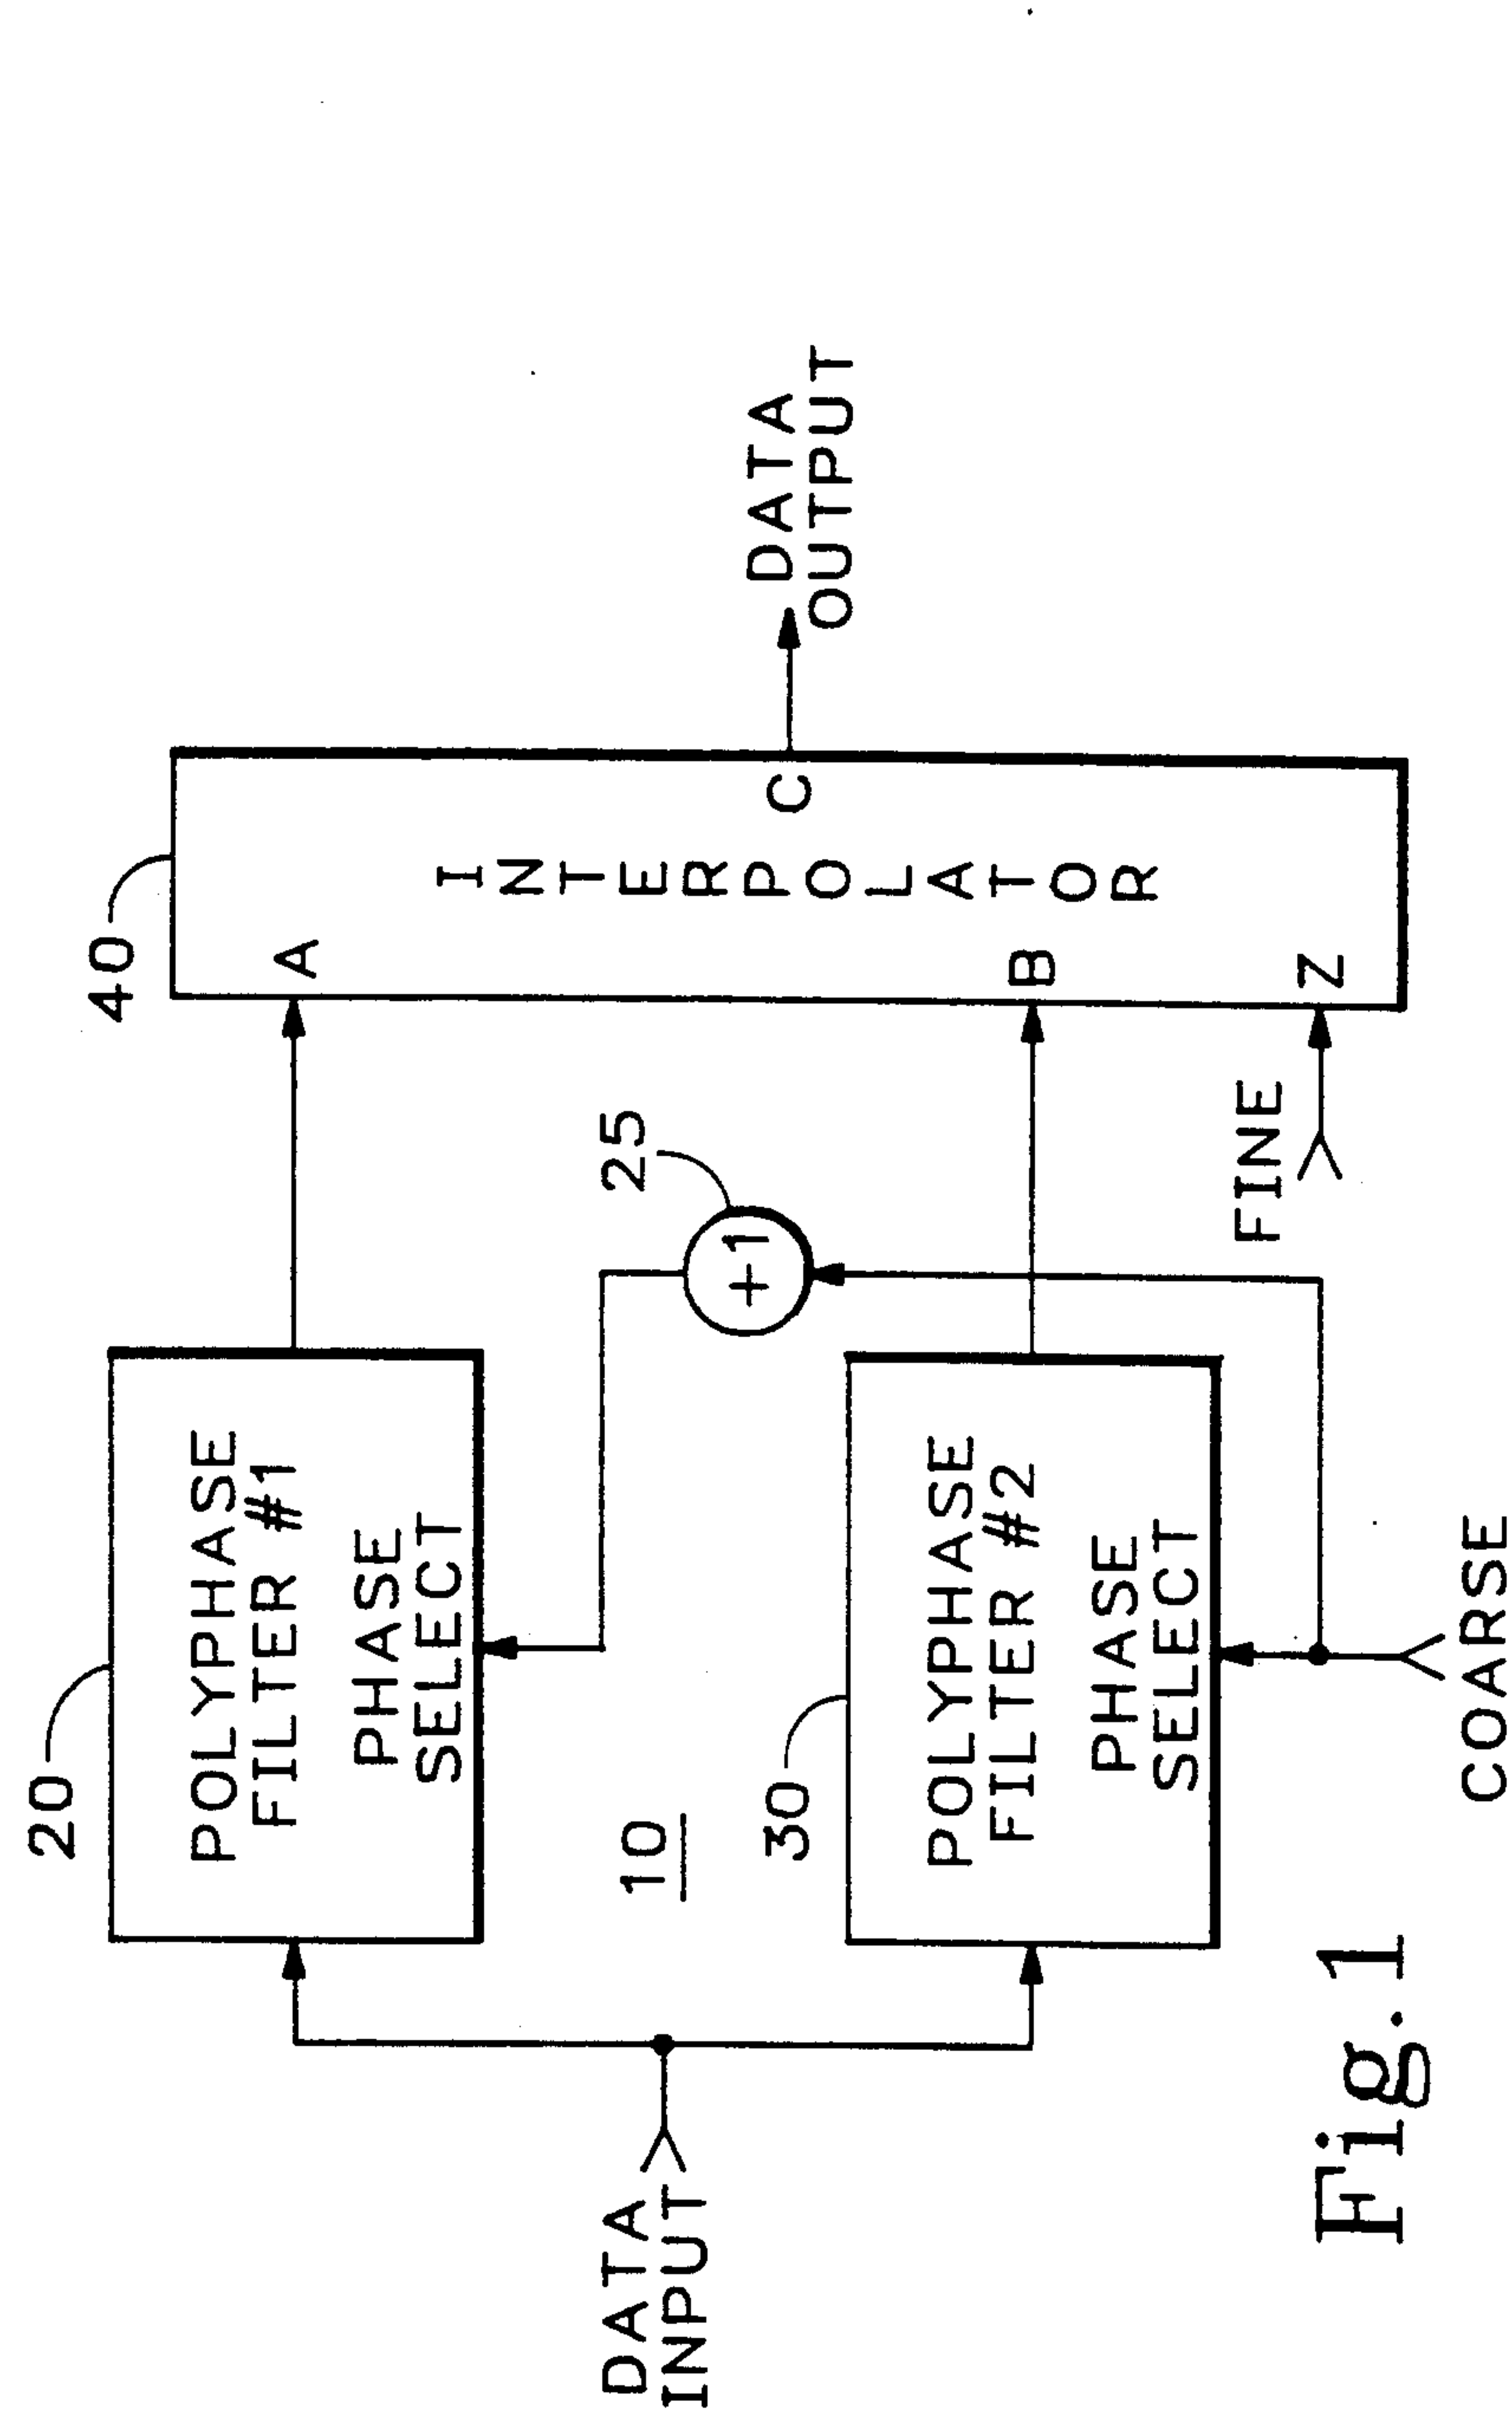 20
POLYPHASE
FILTER #1
PHASE
SELECT
40
A
INTERPOLATOR
C
B
Z
DATA
OUTPUT
25
+1
10
DATA
INPUT
30
POLYPHASE
FILTER #2
PHASE
SELECT
FINE
COARSE
Fig. 1